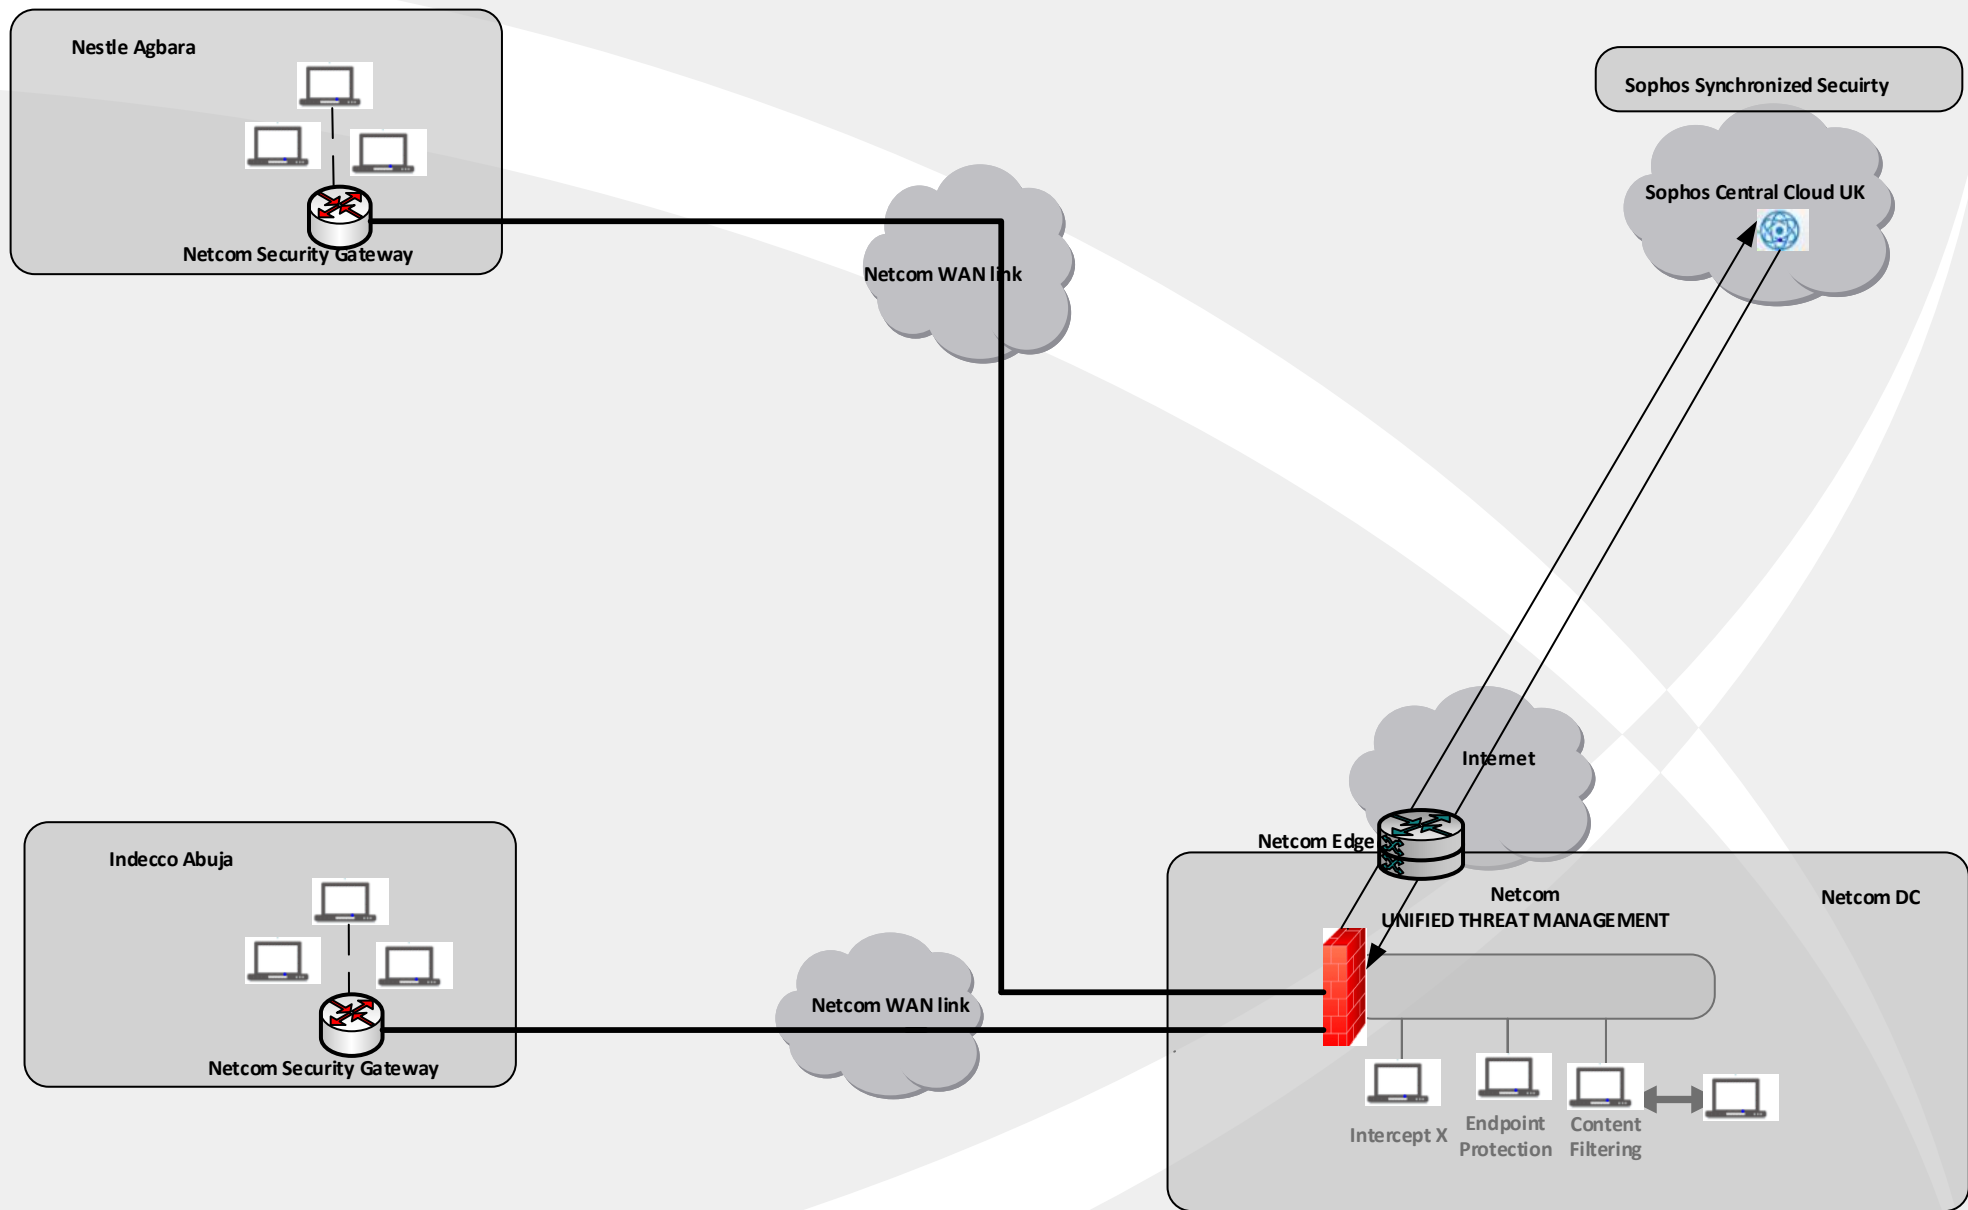 Nestle Agbara
Netcom Security Gateway
Netcom WAN link
Sophos Synchronized Secuirty
Sophos Central Cloud UK
Internet
Netcom Edge
Netcom
UNIFIED THREAT MANAGEMENT
Netcom DC
Indecco Abuja
Netcom Security Gateway
Netcom WAN link
Intercept X
Endpoint
Protection
Content
Filtering